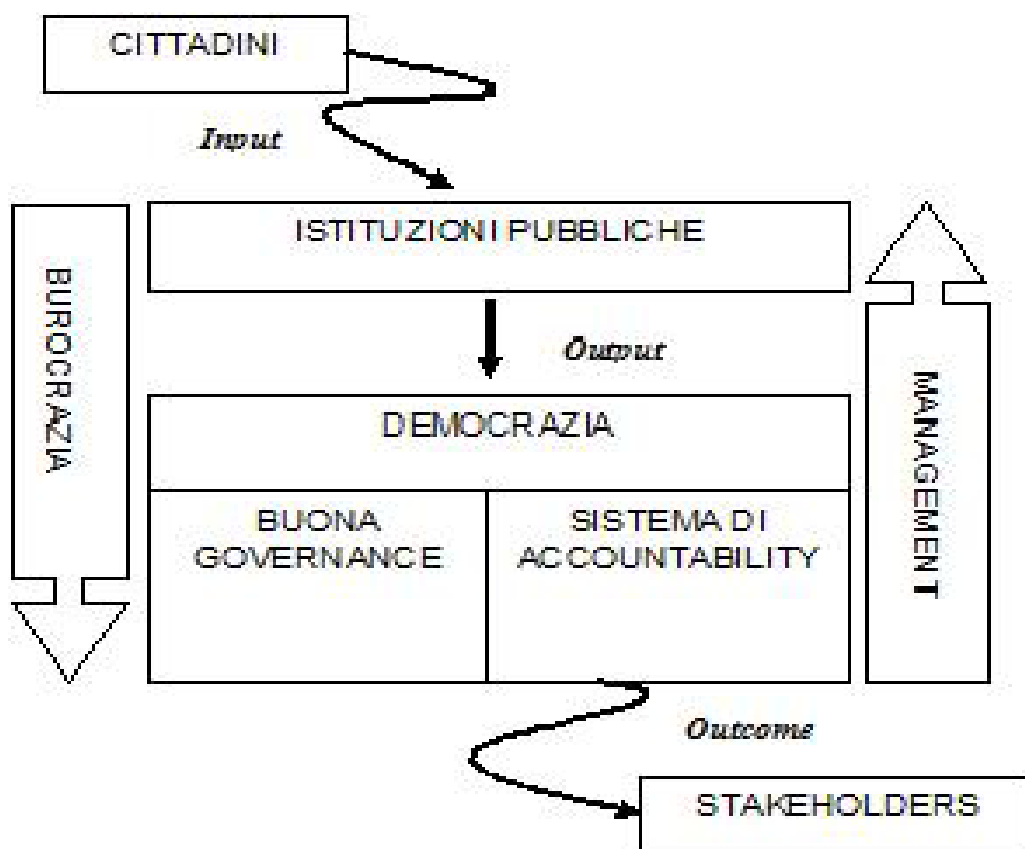 CITTADINI
Input
ISTITUZIONI PUBBLICHE
BUROCRAZIA
Output
MANAGEMENT
DEMOCRAZIA
BUONA
GOVERNANCE
SISTEMA DI
ACCOUNTABILITY
Outcome
STAKEHOLDERS